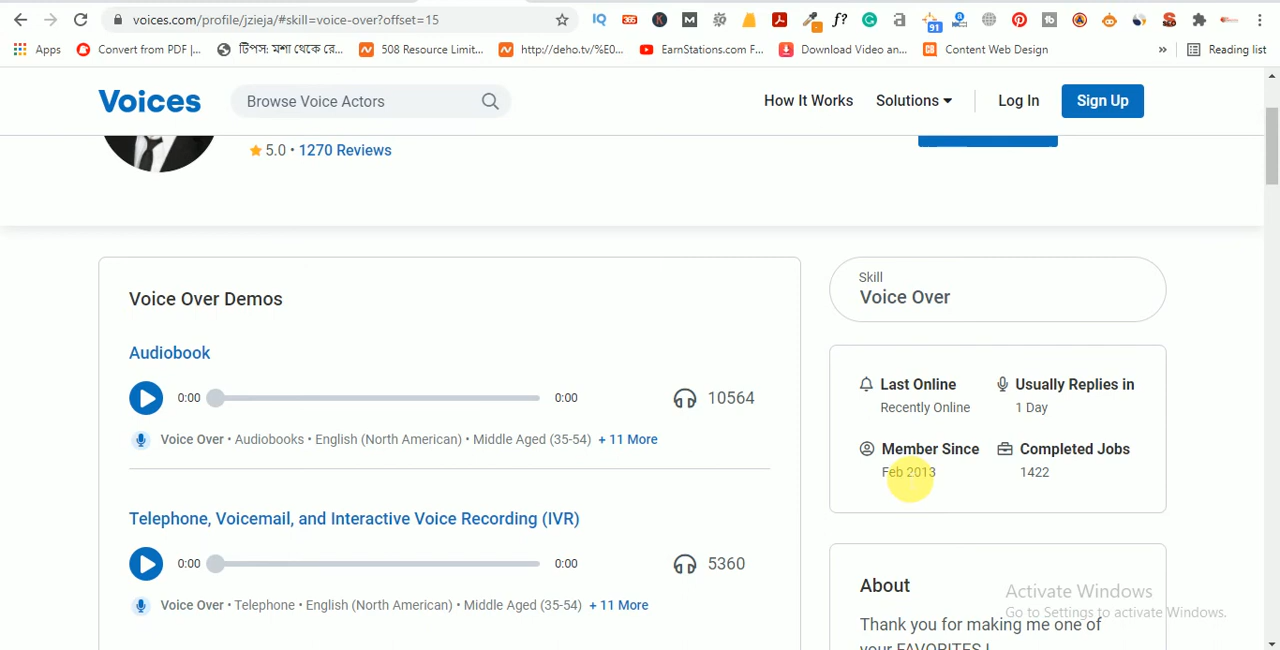 voices.com/profile/jzieja/#skill=voice-over?offset=15
Apps Convert from PDF |... টিপস: মশা থেকে রে... 508 Resource Limit... http://deho.tv/%E0... EarnStations.com F... Download Video an... Content Web Design » Reading list
Voices Browse Voice Actors How It Works Solutions Log In Sign Up
5.0 • 1270 Reviews
Voice Over Demos
Audiobook
0:00 0:00 10564
Voice Over • Audiobooks • English (North American) • Middle Aged (35-54) + 11 More
Telephone, Voicemail, and Interactive Voice Recording (IVR)
0:00 0:00 5360
Voice Over • Telephone • English (North American) • Middle Aged (35-54) + 11 More
Skill
Voice Over
Last Online Usually Replies in
Recently Online 1 Day
Member Since Completed Jobs
Feb 2013 1422
About
Thank you for making me one of
your FAVORITES !
Activate Windows
Go to Settings to activate Windows.